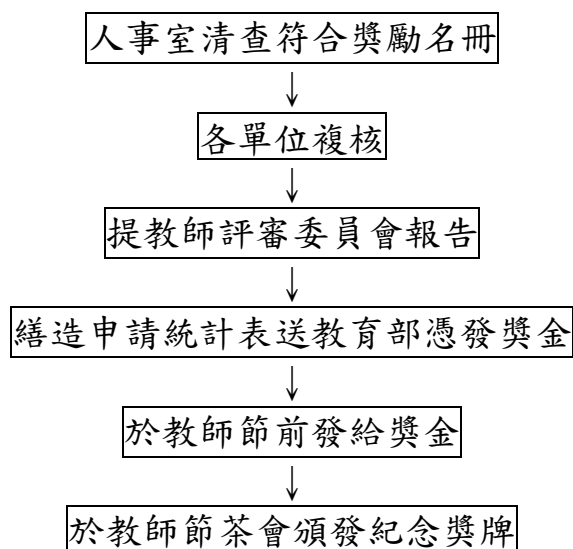 人事室清查符合獎勵名冊
各單位複核
提教師評審委員會報告
繕造申請統計表送教育部憑發獎金
於教師節前發給獎金
於教師節茶會頒發紀念獎牌